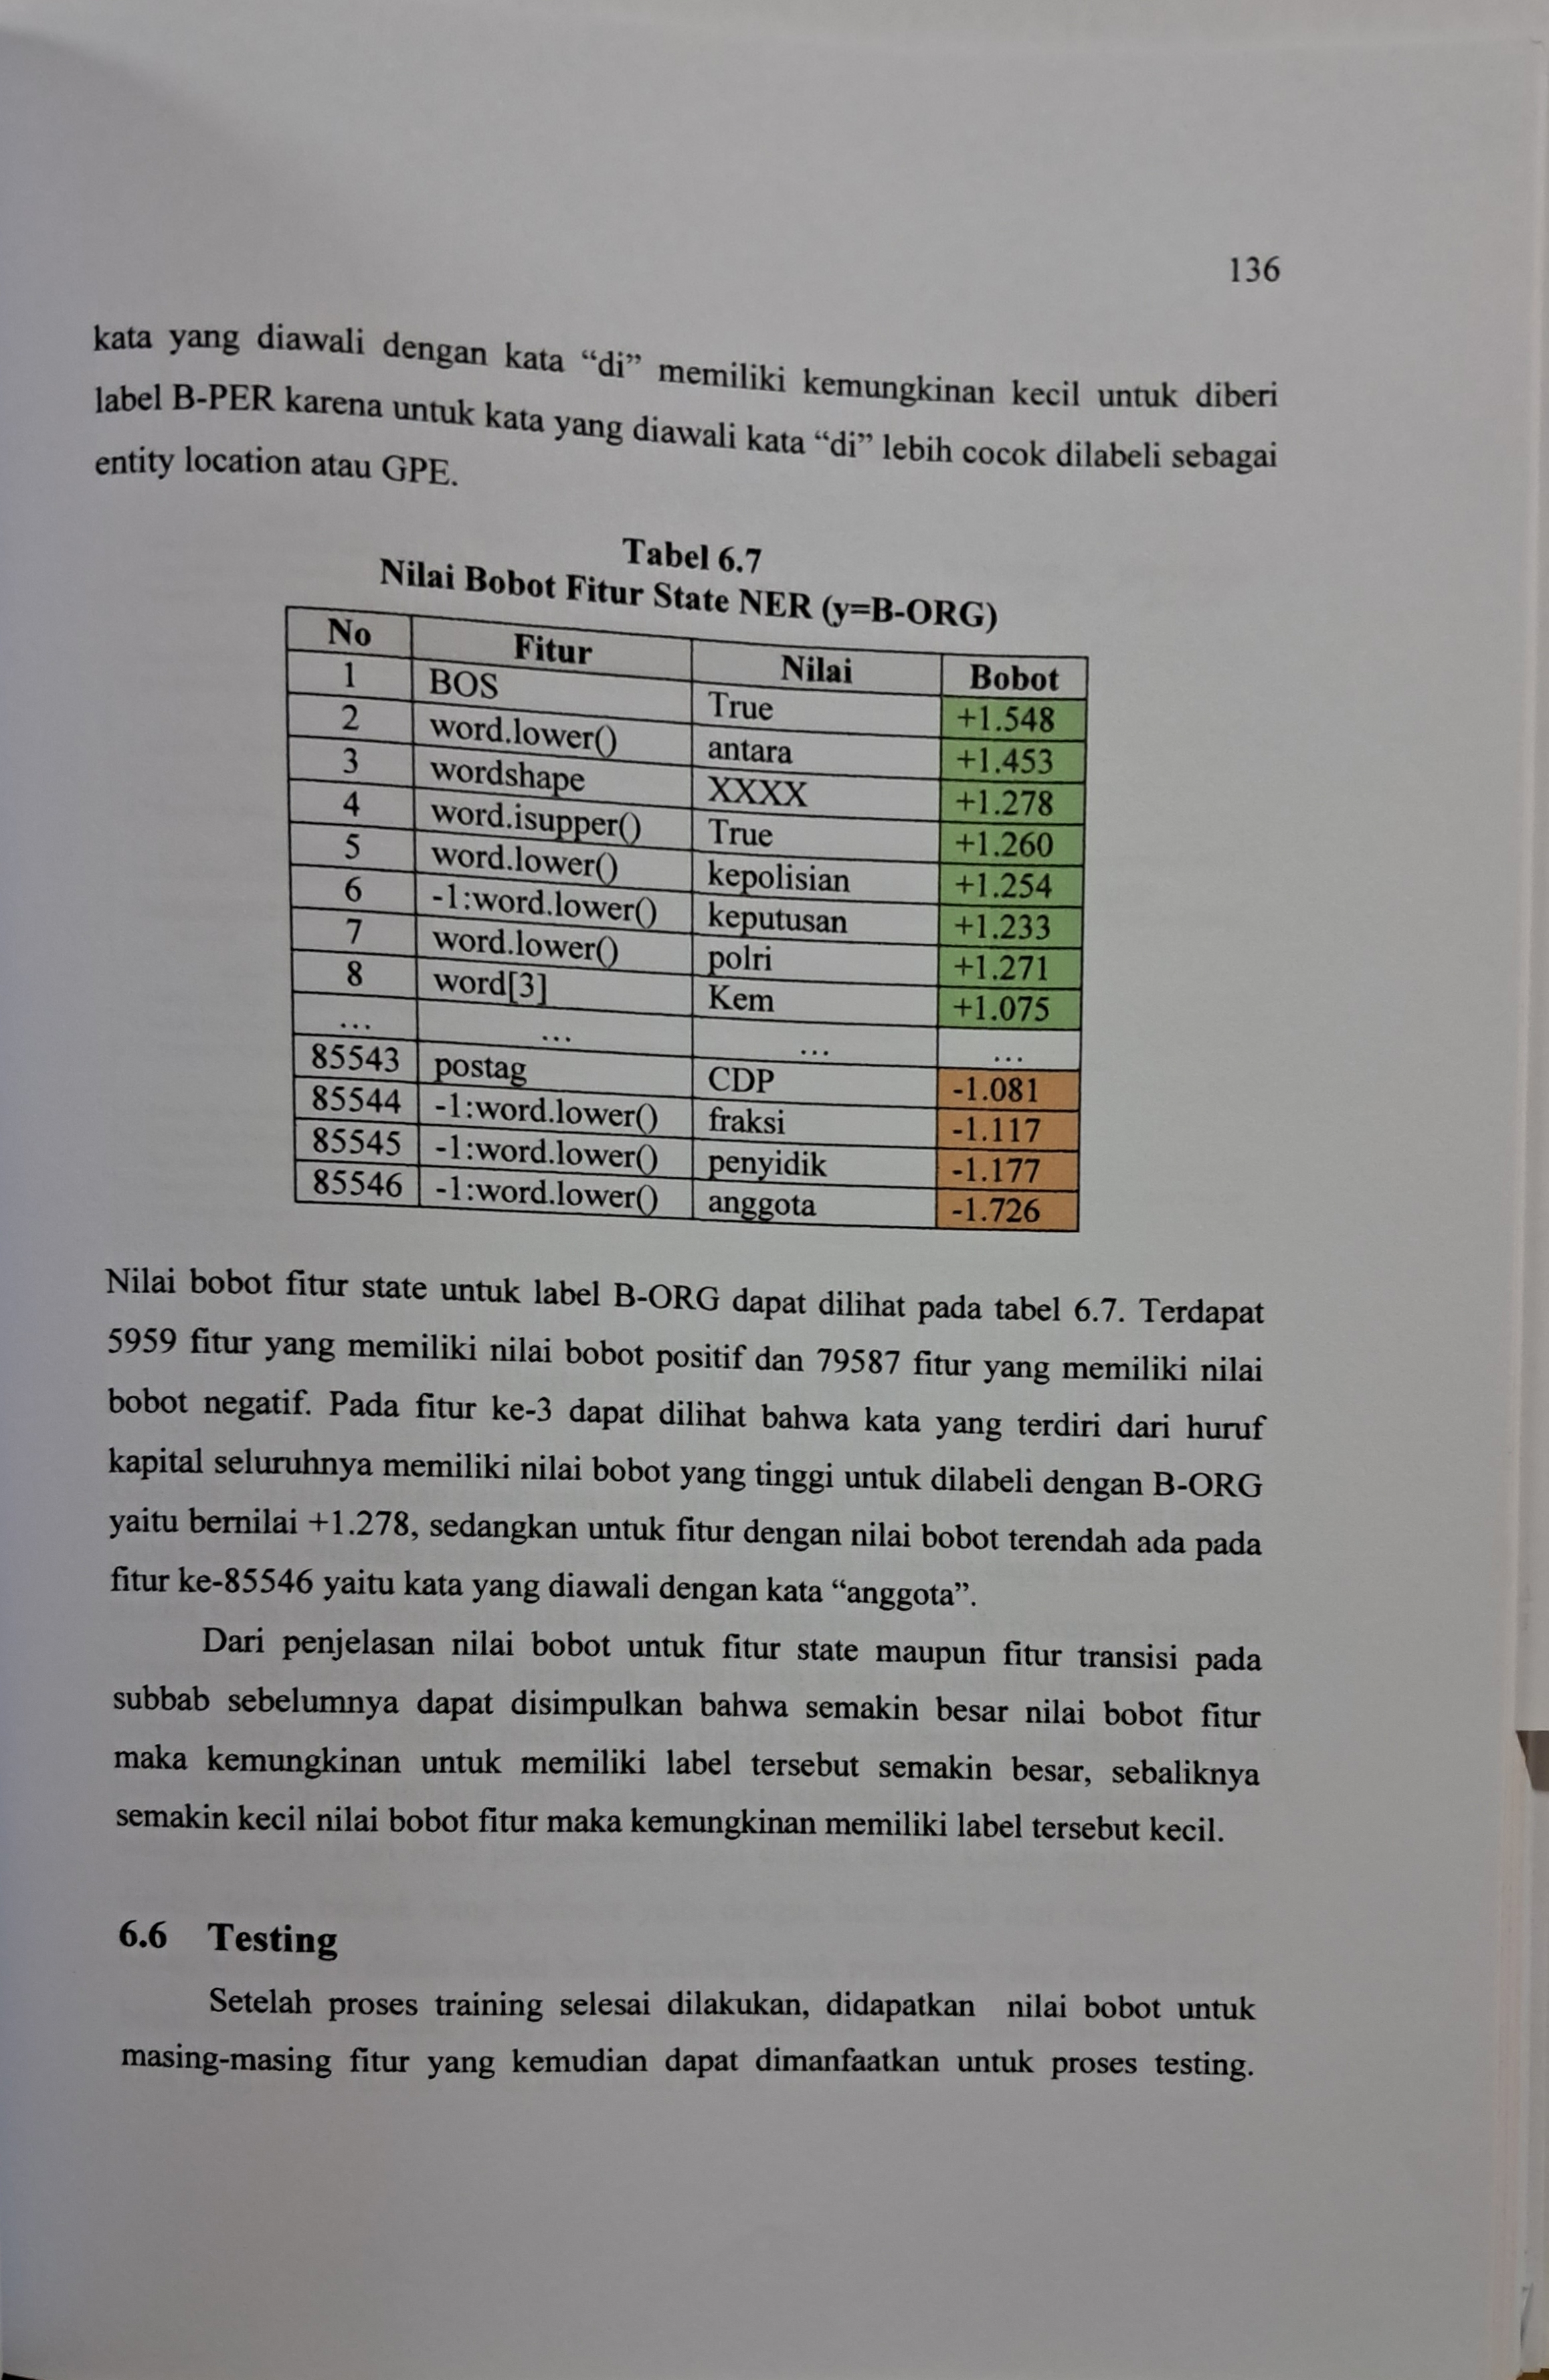 136
kata yang diawali dengan kata “di” memiliki kemungkinan kecil untuk diberi
label B-PER karena untuk kata yang diawali kata “di” lebih cocok dilabeli sebagai
entity location atau GPE.
Tabel 6.7
Nilai Bobot Fitur State NER (y=B-ORG)
No Fitur Nilai Bobot
1 BOS True +1.548
2 word.lower() antara +1.453
3 wordshape XXXX +1.278
4 word.isupper() True +1.260
5 word.lower() kepolisian +1.254
6 -1:word.lower() keputusan +1.233
7 word.lower() polri +1.271
8 word[3] Kem +1.075
... ... ... ...
85543 postag CDP -1.081
85544 -1:word.lower() fraksi -1.117
85545 -1:word.lower() penyidik -1.177
85546 -1:word.lower() anggota -1.726
Nilai bobot fitur state untuk label B-ORG dapat dilihat pada tabel 6.7. Terdapat
5959 fitur yang memiliki nilai bobot positif dan 79587 fitur yang memiliki nilai
bobot negatif. Pada fitur ke-3 dapat dilihat bahwa kata yang terdiri dari huruf
kapital seluruhnya memiliki nilai bobot yang tinggi untuk dilabeli dengan B-ORG
yaitu bernilai +1.278, sedangkan untuk fitur dengan nilai bobot terendah ada pada
fitur ke-85546 yaitu kata yang diawali dengan kata “anggota”.
Dari penjelasan nilai bobot untuk fitur state maupun fitur transisi pada
subbab sebelumnya dapat disimpulkan bahwa semakin besar nilai bobot fitur
maka kemungkinan untuk memiliki label tersebut semakin besar, sebaliknya
semakin kecil nilai bobot fitur maka kemungkinan memiliki label tersebut kecil.
6.6 Testing
Setelah proses training selesai dilakukan, didapatkan nilai bobot untuk
masing-masing fitur yang kemudian dapat dimanfaatkan untuk proses testing.